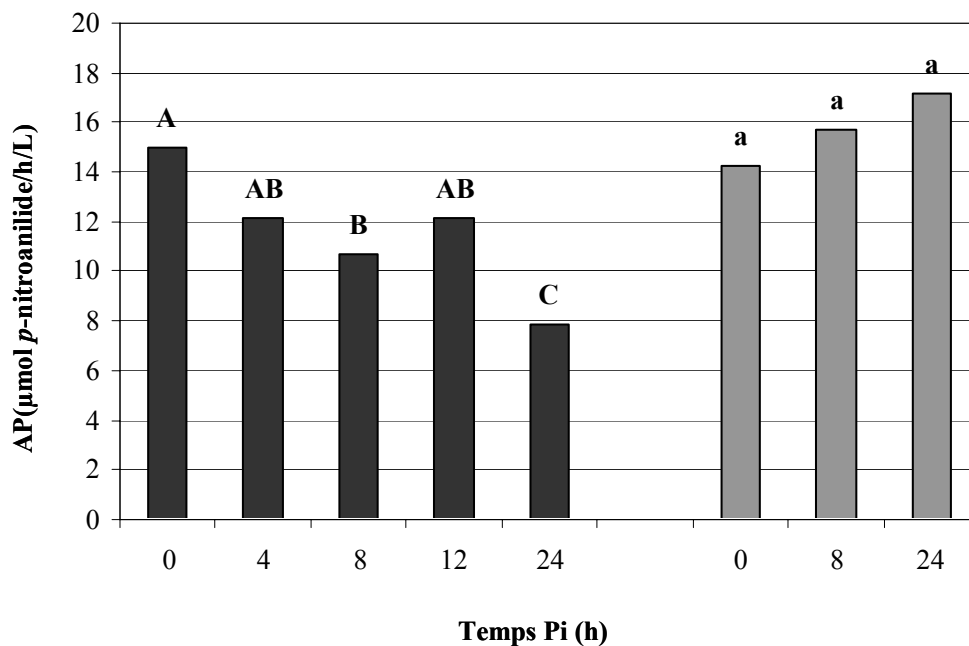 AP(µmol p-nitroanilide/h/L)
20
18
16
14
12
10
8
6
4
2
0
A
AB
B
AB
C
a
a
a
0 4 8 12 24 0 8 24
Temps Pi (h)